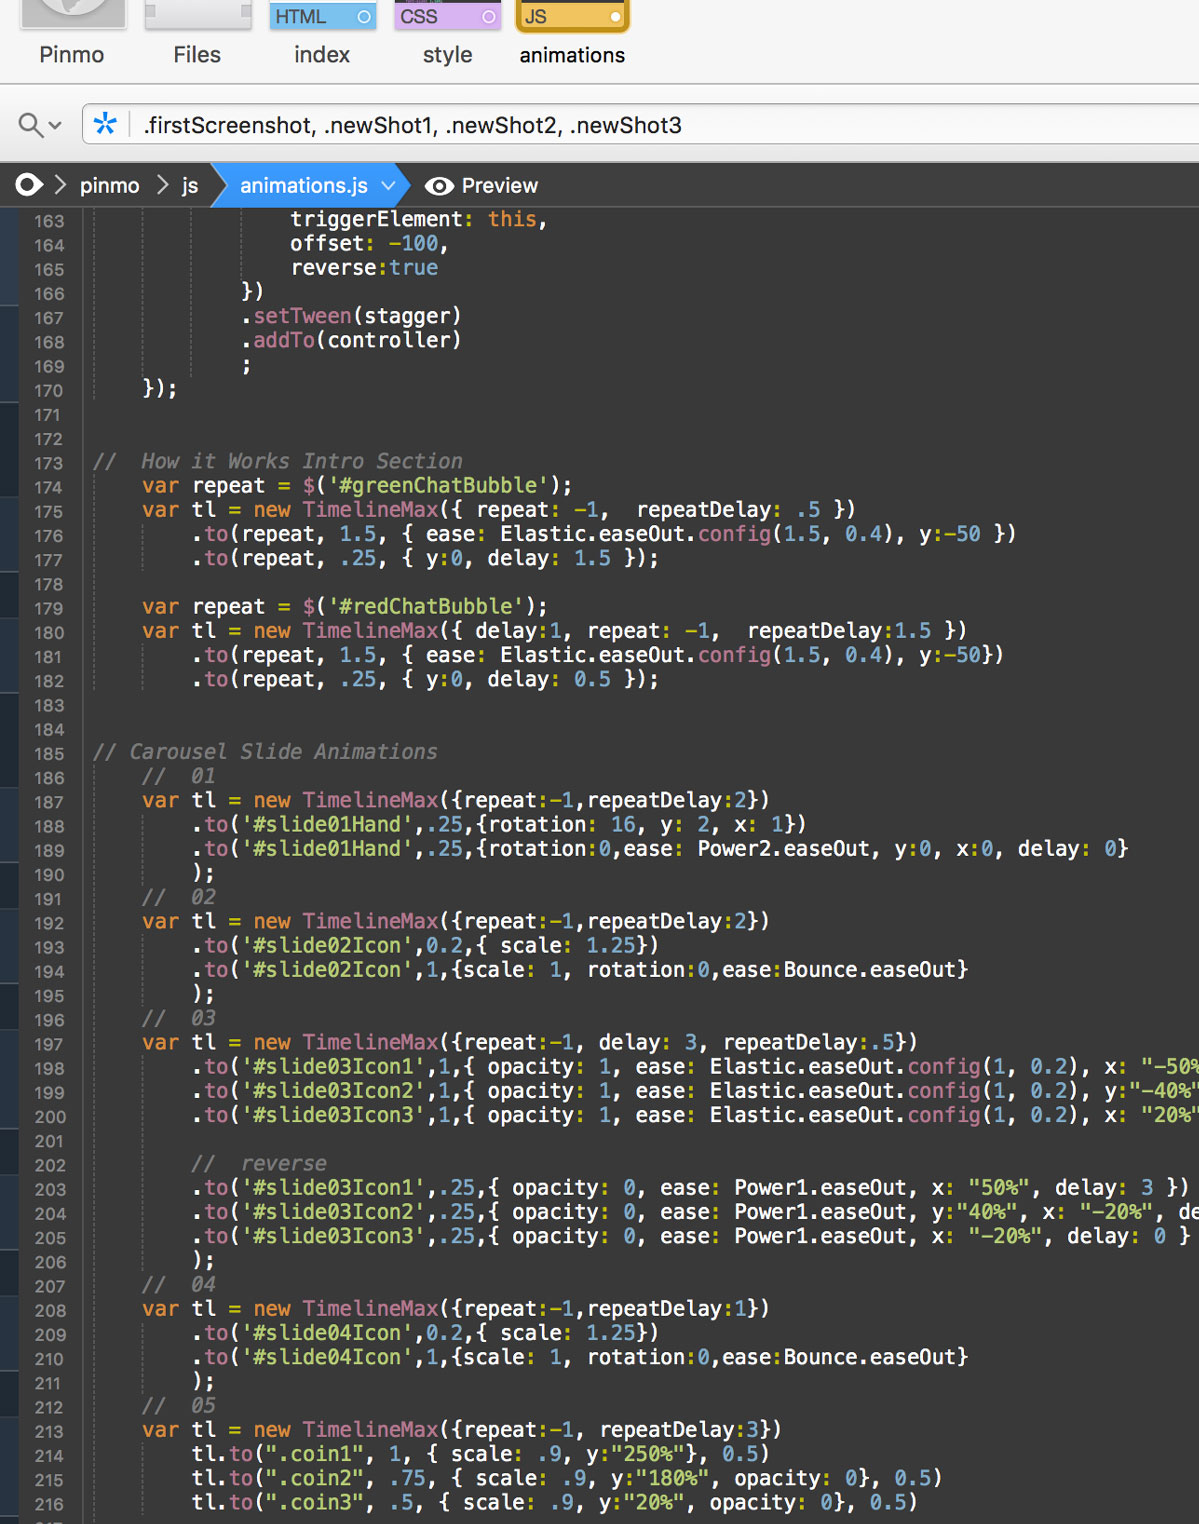 HTML CSS JS
Pinmo Files index style animations
.firstScreenshot, .newShot1, .newShot2, .newShot3
pinmo js animations.js Preview
163 triggerElement: this,
164 offset: -100,
165 reverse:true
166 })
167 .setTween(stagger)
168 .addTo(controller)
169 ;
170 });
171
172
173 // How it Works Intro Section
174 var repeat = $('#greenChatBubble');
175 var tl = new TimelineMax({ repeat: -1,  repeatDelay: .5 })
176 .to(repeat, 1.5, { ease: Elastic.easeOut.config(1.5, 0.4), y:-50 })
177 .to(repeat, .25, { y:0, delay: 1.5 });
178
179 var repeat = $('#redChatBubble');
180 var tl = new TimelineMax({ delay:1, repeat: -1,  repeatDelay:1.5 })
181 .to(repeat, 1.5, { ease: Elastic.easeOut.config(1.5, 0.4), y:-50})
182 .to(repeat, .25, { y:0, delay: 0.5 });
183
184
185 // Carousel Slide Animations
186 // 01
187 var tl = new TimelineMax({repeat:-1,repeatDelay:2})
188 .to('#slide01Hand',.25,{rotation: 16, y: 2, x: 1})
189 .to('#slide01Hand',.25,{rotation:0,ease: Power2.easeOut, y:0, x:0, delay: 0}
190 );
191 // 02
192 var tl = new TimelineMax({repeat:-1,repeatDelay:2})
193 .to('#slide02Icon',0.2,{ scale: 1.25})
194 .to('#slide02Icon',1,{scale: 1, rotation:0,ease:Bounce.easeOut}
195 );
196 // 03
197 var tl = new TimelineMax({repeat:-1, delay: 3, repeatDelay:.5})
198 .to('#slide03Icon1',1,{ opacity: 1, ease: Elastic.easeOut.config(1, 0.2), x: "-50%
199 .to('#slide03Icon2',1,{ opacity: 1, ease: Elastic.easeOut.config(1, 0.2), y:"-40%"
200 .to('#slide03Icon3',1,{ opacity: 1, ease: Elastic.easeOut.config(1, 0.2), x: "20%"
201
202 // reverse
203 .to('#slide03Icon1',.25,{ opacity: 0, ease: Power1.easeOut, x: "50%", delay: 3 })
204 .to('#slide03Icon2',.25,{ opacity: 0, ease: Power1.easeOut, y:"40%", x: "-20%", de
205 .to('#slide03Icon3',.25,{ opacity: 0, ease: Power1.easeOut, x: "-20%", delay: 0 }
206 );
207 // 04
208 var tl = new TimelineMax({repeat:-1,repeatDelay:1})
209 .to('#slide04Icon',0.2,{ scale: 1.25})
210 .to('#slide04Icon',1,{scale: 1, rotation:0,ease:Bounce.easeOut}
211 );
212 // 05
213 var tl = new TimelineMax({repeat:-1, repeatDelay:3})
214 tl.to(".coin1", 1, { scale: .9, y:"250%"}, 0.5)
215 tl.to(".coin2", .75, { scale: .9, y:"180%", opacity: 0}, 0.5)
216 tl.to(".coin3", .5, { scale: .9, y:"20%", opacity: 0}, 0.5)